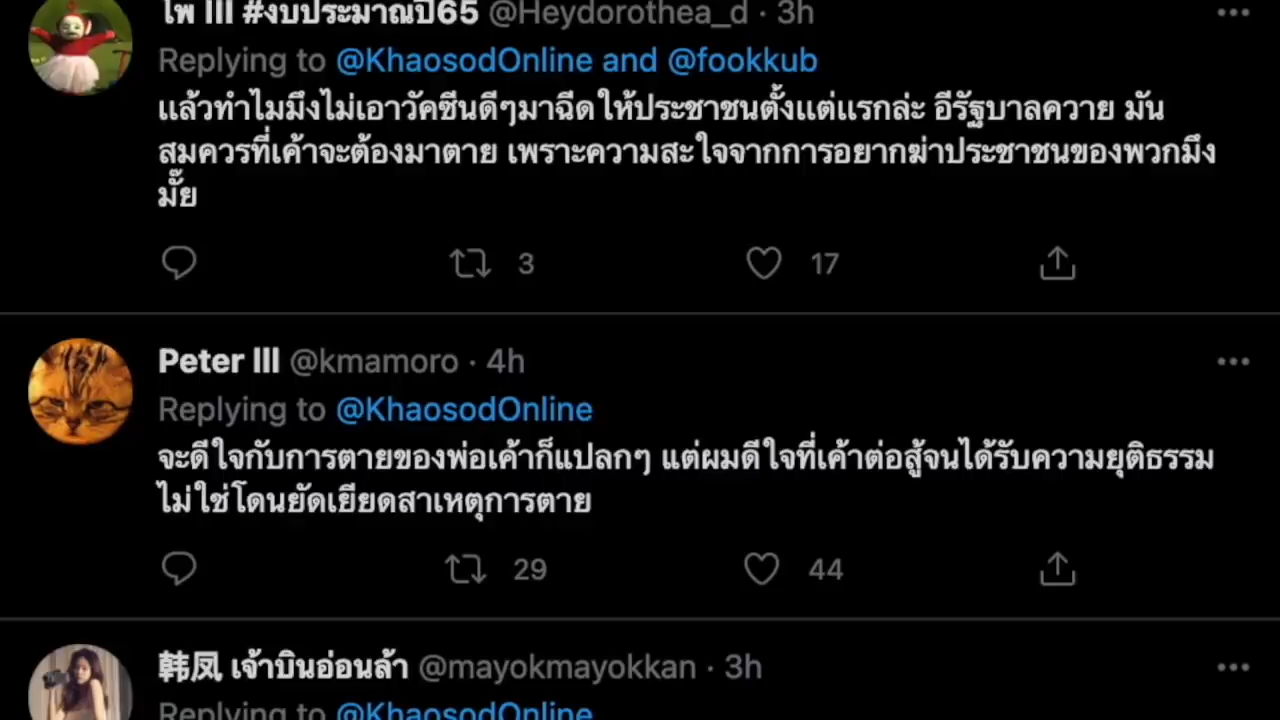 โพ lll #งบประมาณปี65 @Heydorothea_d · 3h
Replying to @KhaosodOnline and @fookkub
แล้วทำไมมึงไม่เอาวัคซีนดีๆมาฉีดให้ประชาชนตั้งแต่แรกล่ะ อีรัฐบาลควาย มัน
สมควรที่เค้าจะต้องมาตาย เพราะความสะใจจากการอยากฆ่าประชาชนของพวกมึง
มั๊ย
3 17
Peter lll @kmamoro · 4h
Replying to @KhaosodOnline
จะดีใจกับการตายของพ่อเค้าก็แปลกๆ แต่ผมดีใจที่เค้าต่อสู้จนได้รับความยุติธรรม
ไม่ใช่โดนยัดเยียดสาเหตุการตาย
29 44
韩凤 เจ้าบินอ่อนล้า @mayokmayokkan · 3h
Replying to @KhaosodOnline